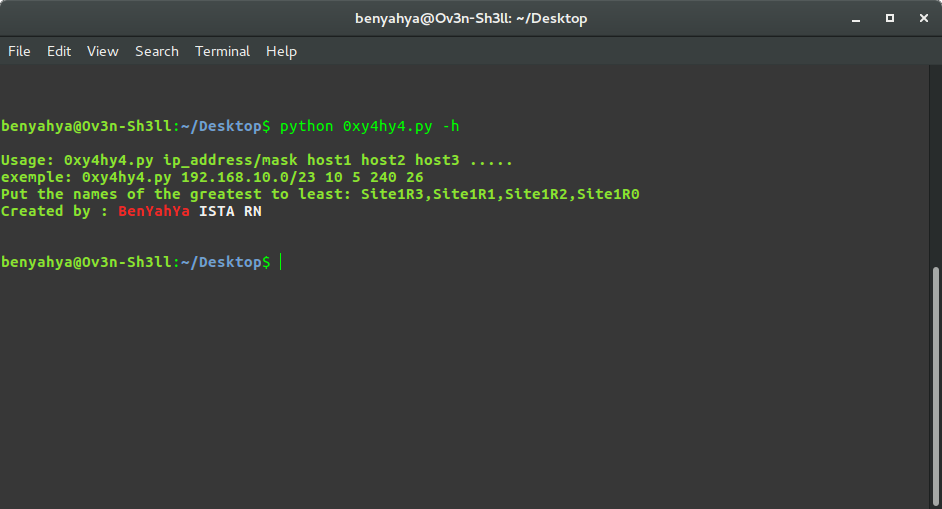 benyahya@Ov3n-Sh3ll: ~/Desktop
File Edit View Search Terminal Help
benyahya@Ov3n-Sh3ll:~/Desktop$ python 0xy4hy4.py -h
Usage: 0xy4hy4.py ip_address/mask host1 host2 host3 .....
exemple: 0xy4hy4.py 192.168.10.0/23 10 5 240 26
Put the names of the greatest to least: Site1R3,Site1R1,Site1R2,Site1R0
Created by : BenYahYa ISTA RN
benyahya@Ov3n-Sh3ll:~/Desktop$